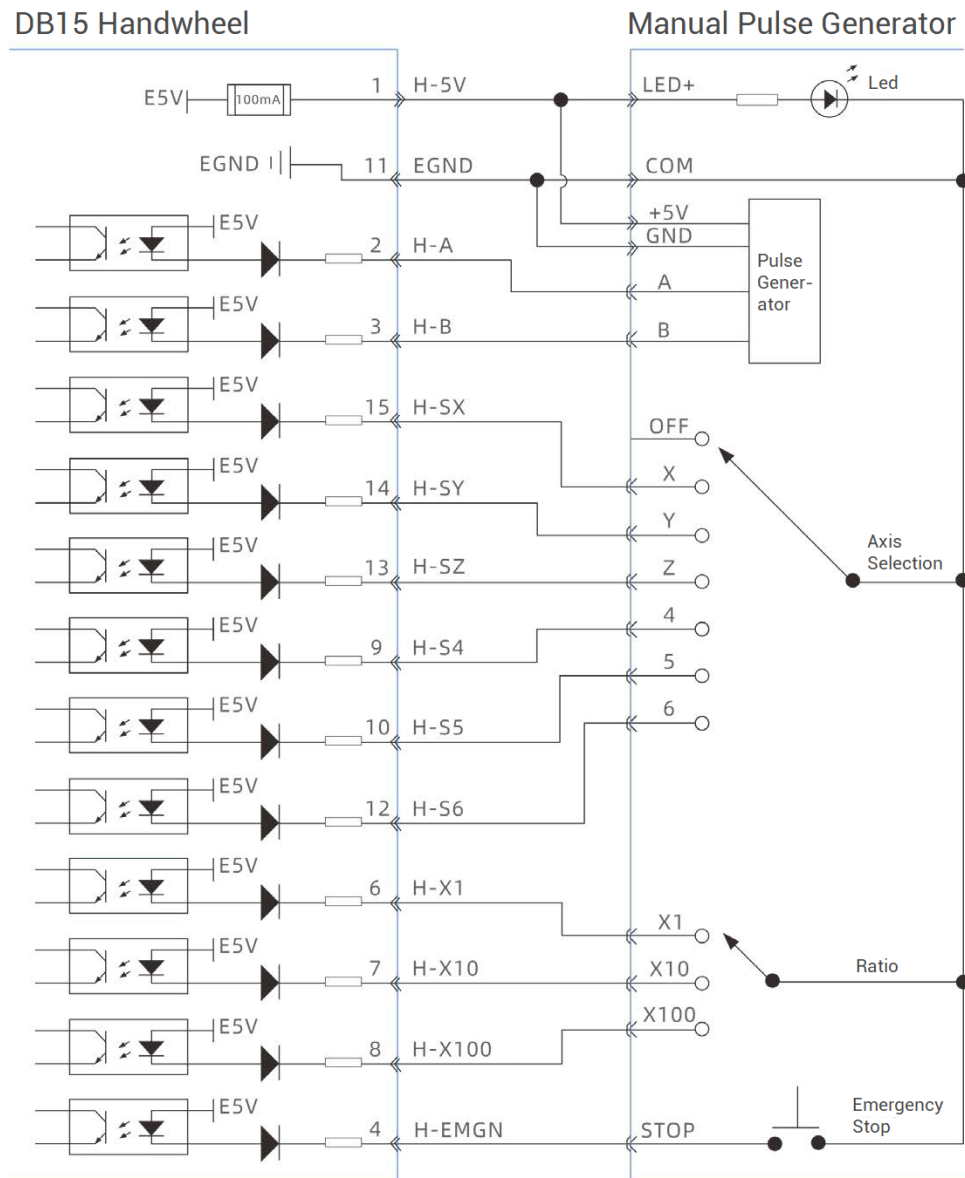 DB15 Handwheel
Manual Pulse Generator
E5V
100mA
1
H-5V
LED+
Led
EGND
11
EGND
COM
E5V
+5V
GND
2
H-A
A
Pulse
Gener-
ator
E5V
3
H-B
B
E5V
15
H-SX
OFF
E5V
X
14
H-SY
Y
E5V
Axis
Selection
13
H-SZ
Z
E5V
4
9
H-S4
5
E5V
6
10
H-S5
E5V
12
H-S6
E5V
6
H-X1
X1
E5V
7
H-X10
X10
Ratio
E5V
X100
8
H-X100
E5V
Emergency
Stop
4
H-EMGN
STOP